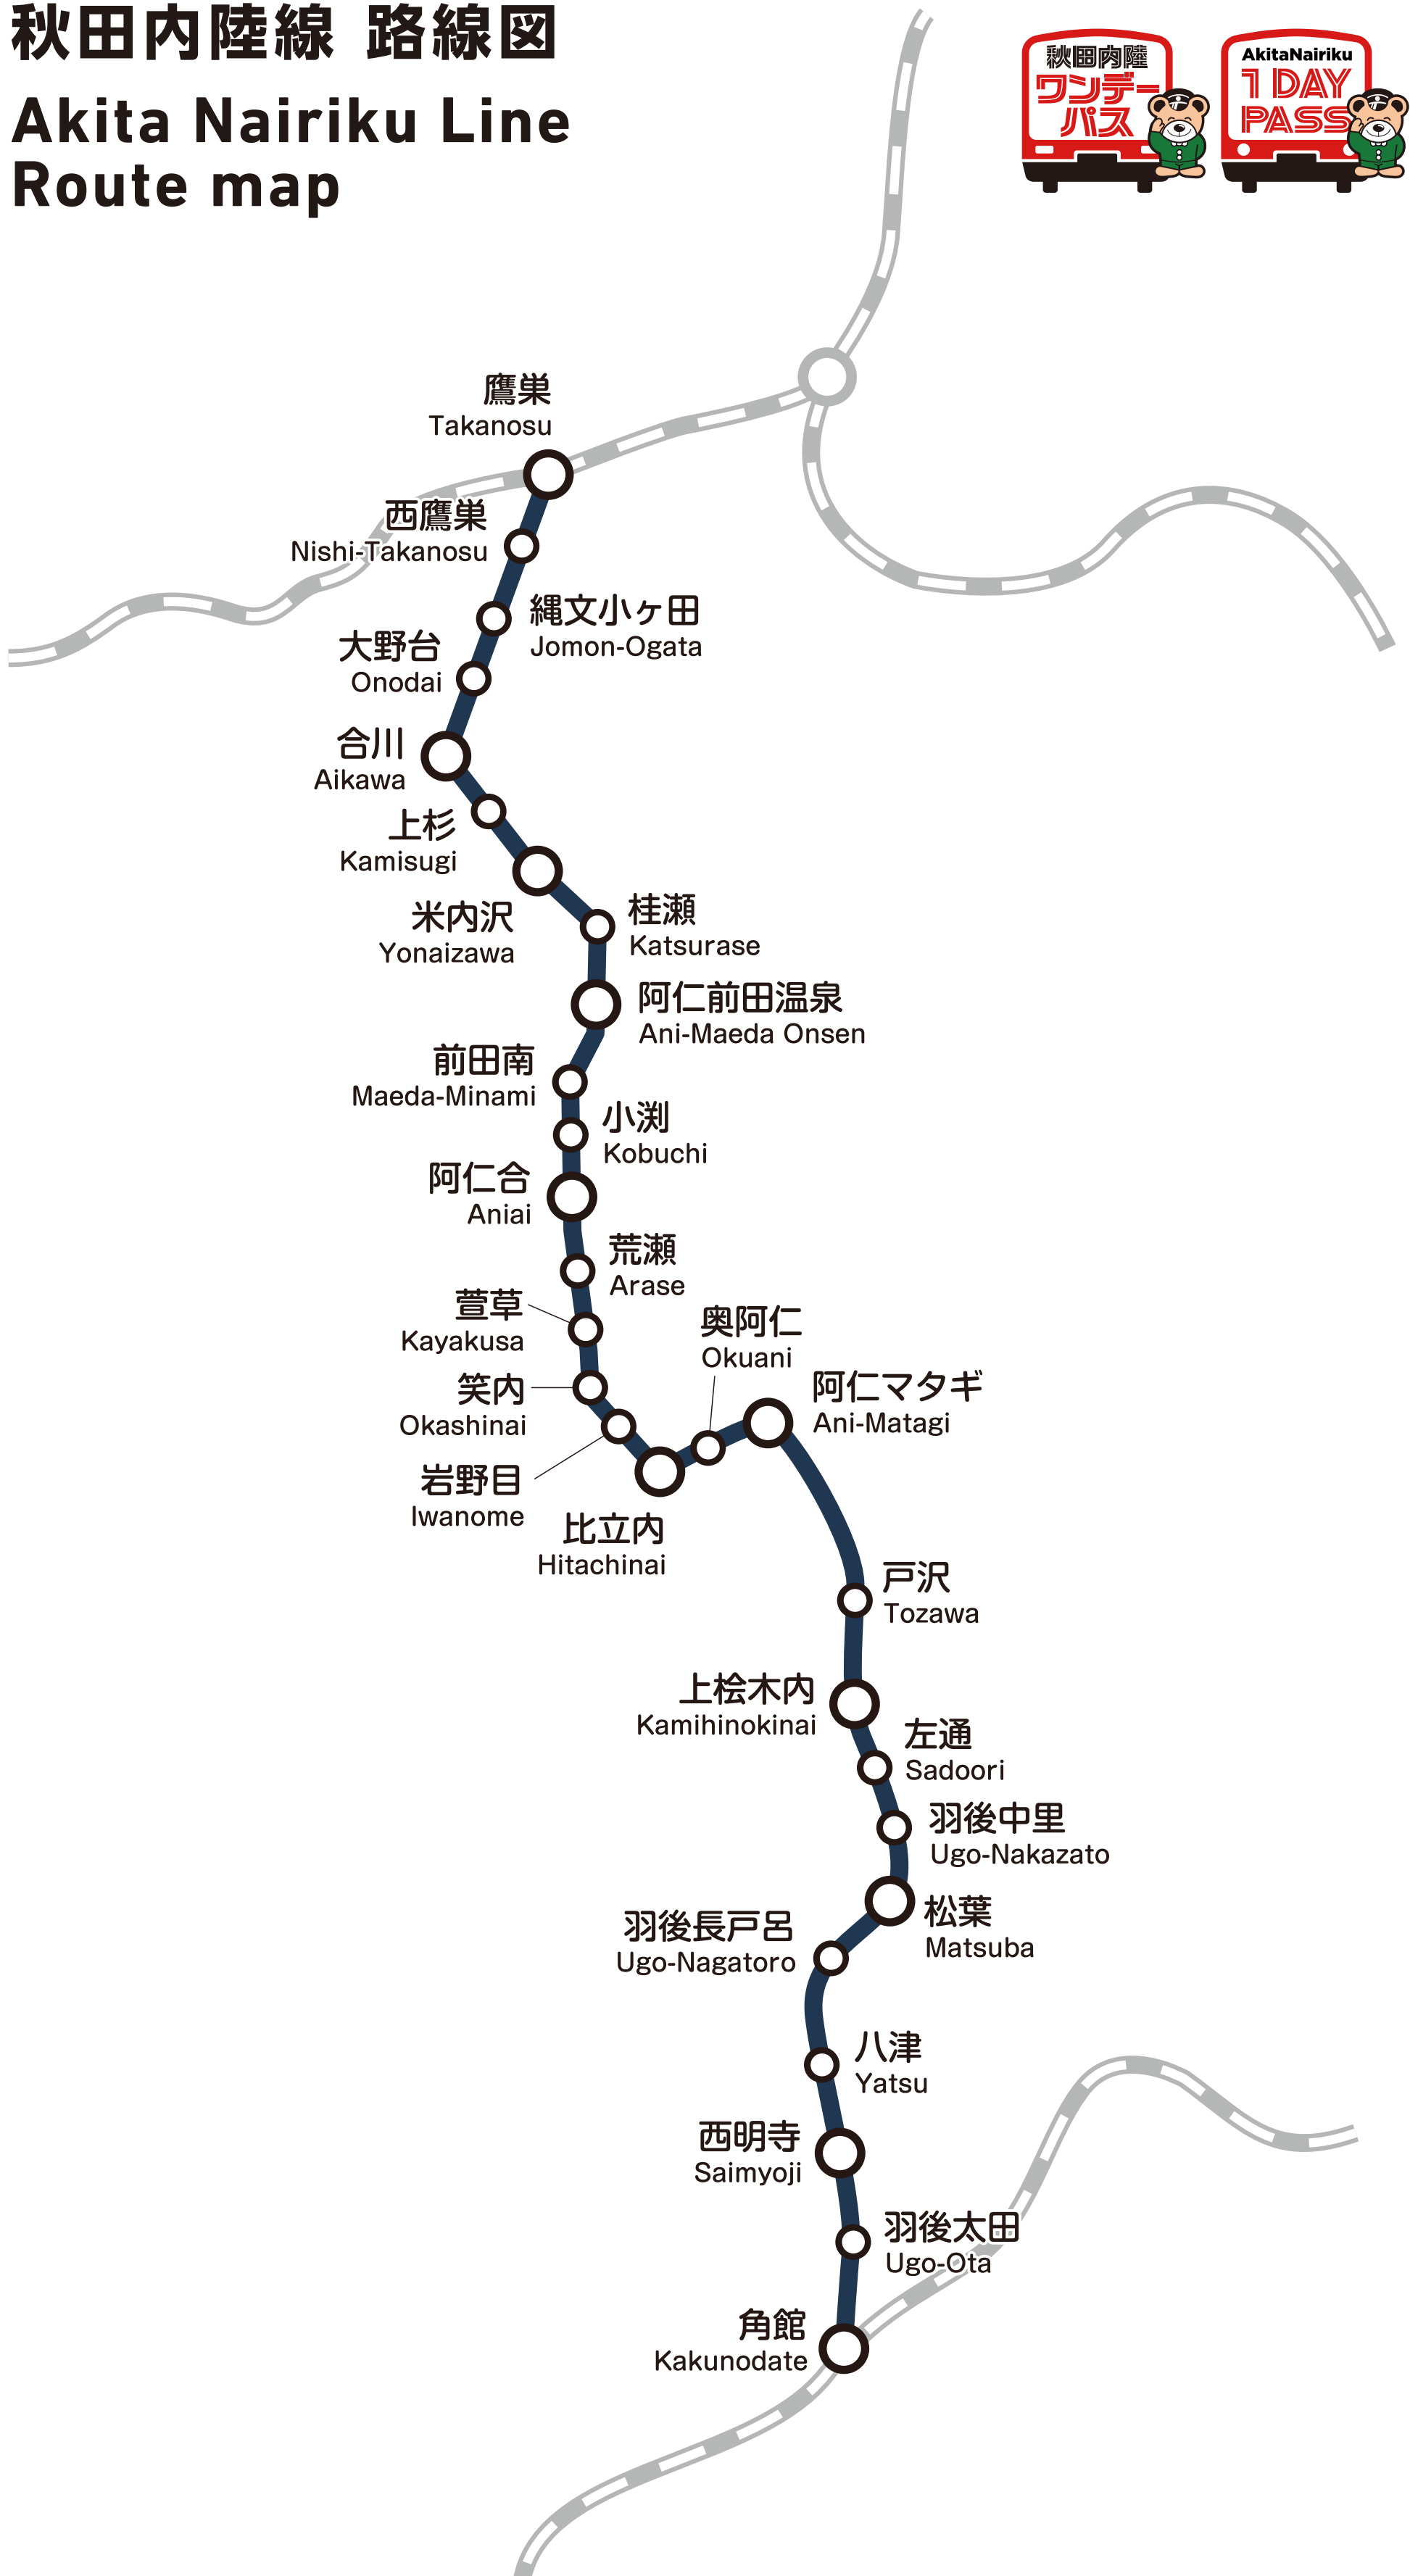 秋田内陸線 路線図
Akita Nairiku Line
Route map
秋田内陸
ワンデー
パス
AkitaNairiku
1 DAY
PASS
鷹巣
Takanosu
西鷹巣
Nishi-Takanosu
縄文小ヶ田
Jomon-Ogata
大野台
Onodai
合川
Aikawa
上杉
Kamisugi
米内沢
Yonaizawa
桂瀬
Katsurase
阿仁前田温泉
Ani-Maeda Onsen
前田南
Maeda-Minami
小渕
Kobuchi
阿仁合
Aniai
荒瀬
Arase
萱草
Kayakusa
笑内
Okashinai
岩野目
Iwanome
比立内
Hitachinai
奥阿仁
Okuani
阿仁マタギ
Ani-Matagi
戸沢
Tozawa
上桧木内
Kamihinokinai
左通
Sadoori
羽後中里
Ugo-Nakazato
松葉
Matsuba
羽後長戸呂
Ugo-Nagatoro
八津
Yatsu
西明寺
Saimyoji
羽後太田
Ugo-Ota
角館
Kakunodate